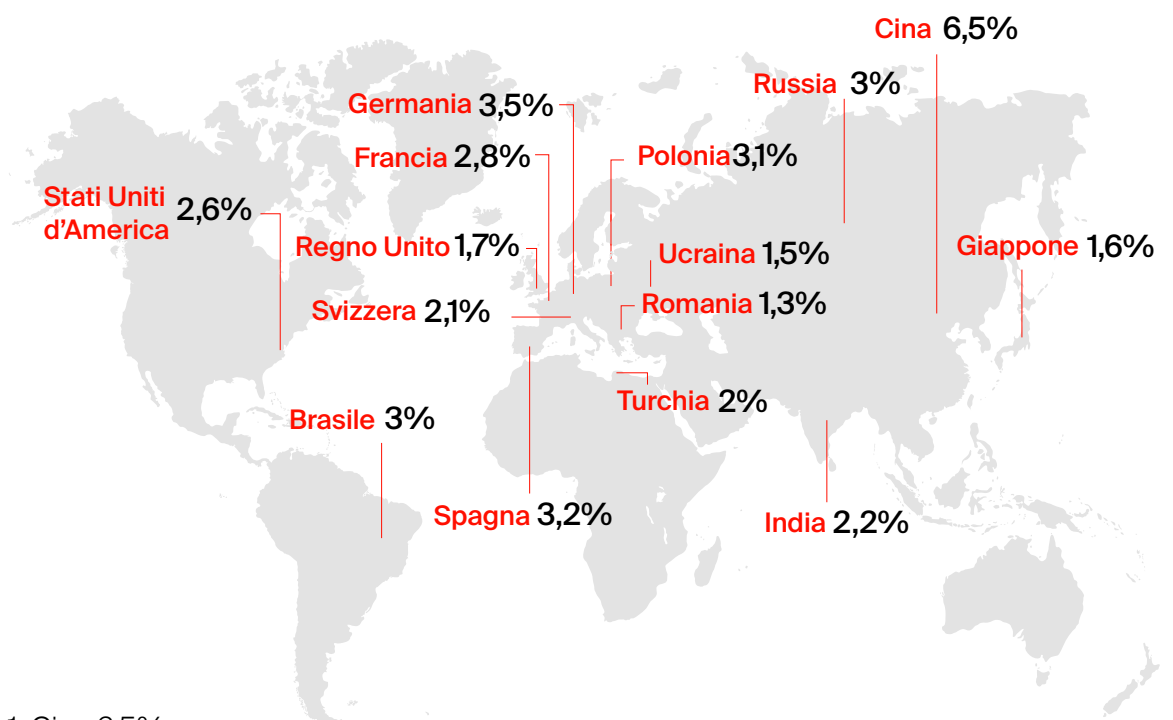 Cina 6,5%
Russia 3%
Germania 3,5%
Francia 2,8%
Polonia 3,1%
Stati Uniti
d'America 2,6%
Regno Unito 1,7%
Ucraina 1,5%
Giappone 1,6%
Svizzera 2,1%
Romania 1,3%
Turchia 2%
Brasile 3%
Spagna 3,2%
India 2,2%